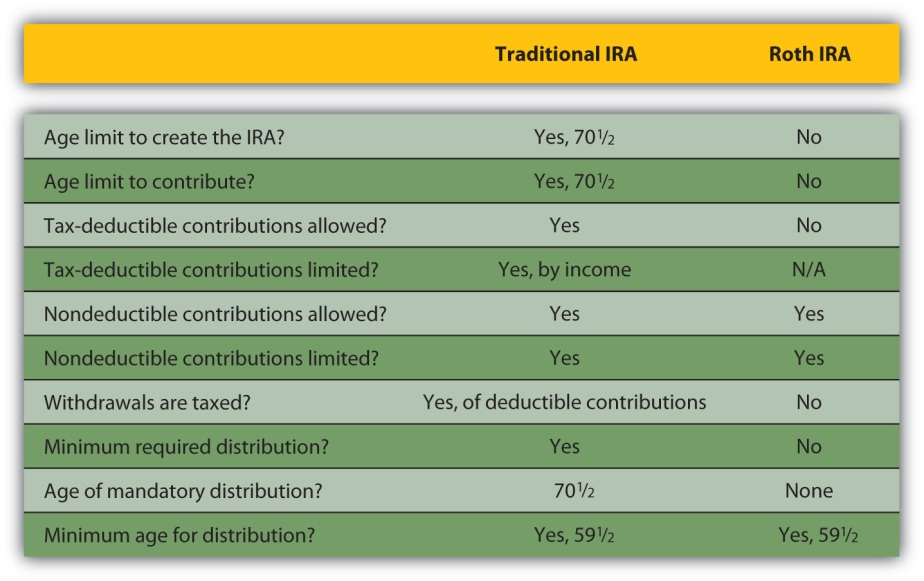 Traditional IRA Roth IRA
Age limit to create the IRA? Yes, 70½ No
Age limit to contribute? Yes, 70½ No
Tax-deductible contributions allowed? Yes No
Tax-deductible contributions limited? Yes, by income N/A
Nondeductible contributions allowed? Yes Yes
Nondeductible contributions limited? Yes Yes
Withdrawals are taxed? Yes, of deductible contributions No
Minimum required distribution? Yes No
Age of mandatory distribution? 70½ None
Minimum age for distribution? Yes, 59½ Yes, 59½